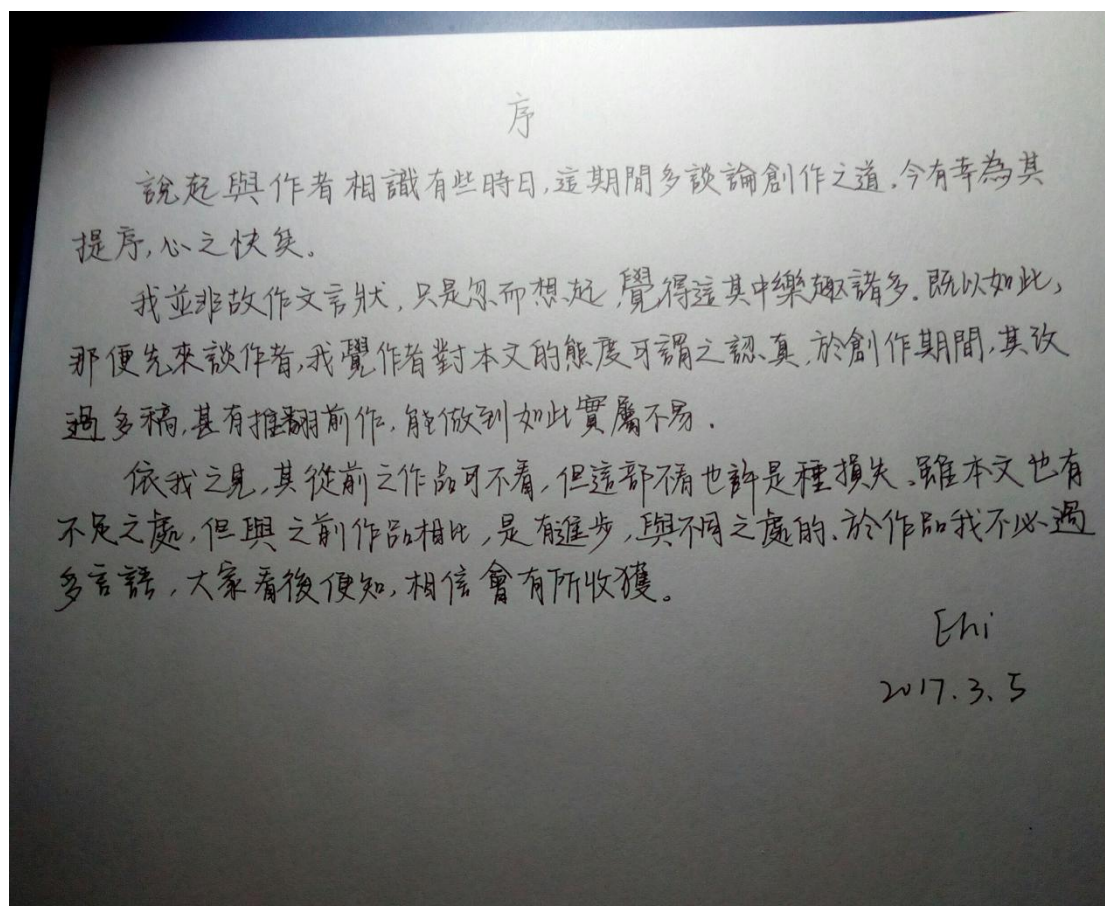 序
說起與作者相識有些時日,這期間多談論創作之道.今有幸為其
提序,心之快矣。
我並非故作文言狀,只是忽而想起,覺得這其中樂趣諸多.既以如此,
那便先來談作者,我覺作者對本文的態度可謂之認真,於創作期間,其改
過多稿,甚有推翻前作,能做到如此實屬不易.
依我之見,其從前之作品可不看,但這部不看也許是種損失。雖本文也有
不足之處,但與之前作品相比,是有進步,與不同之處的.於作品我不必過
多言語,大家看後便知,相信會有所收獲。
Ehi
2017.3.5